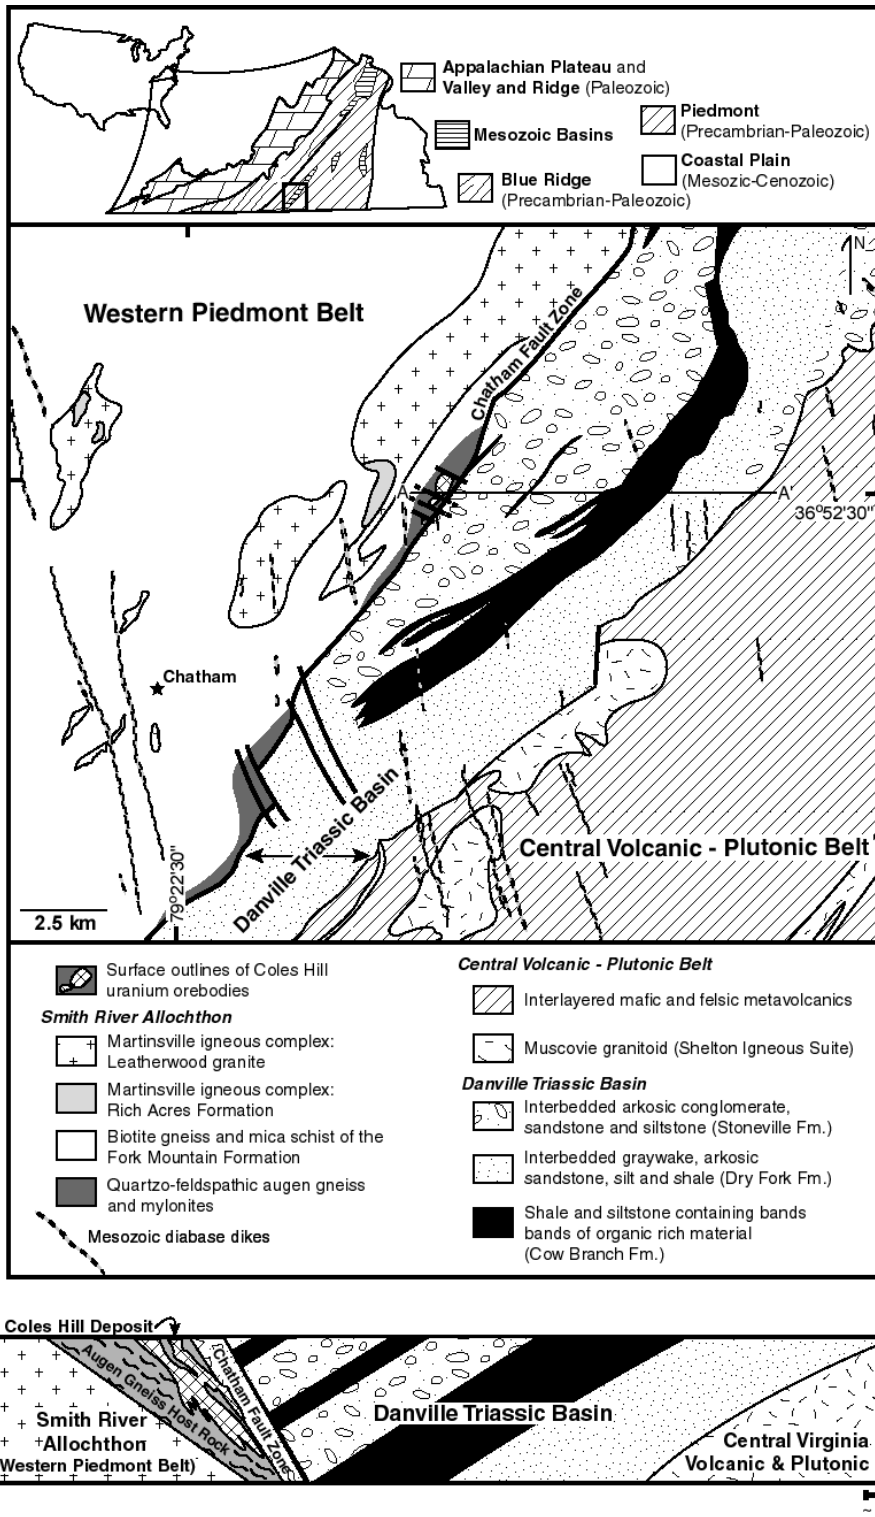 Appalachian Plateau and
Valley and Ridge (Paleozoic)
Mesozoic Basins
Piedmont
(Precambrian-Paleozoic)
Blue Ridge
(Precambrian-Paleozoic)
Coastal Plain
(Mesozic-Cenozoic)
N
Western Piedmont Belt
Chatham Fault Zone
A
A'
36º52'30"
Chatham
Danville Triassic Basin
Central Volcanic - Plutonic Belt
2.5 km
79º22'30"
Surface outlines of Coles Hill
uranium orebodies
Smith River Allochthon
Martinsville igneous complex:
Leatherwood granite
Martinsville igneous complex:
Rich Acres Formation
Biotite gneiss and mica schist of the
Fork Mountain Formation
Quartzo-feldspathic augen gneiss
and mylonites
Mesozoic diabase dikes
Central Volcanic - Plutonic Belt
Interlayered mafic and felsic metavolcanics
Muscovie granitoid (Shelton Igneous Suite)
Danville Triassic Basin
Interbedded arkosic conglomerate,
sandstone and siltstone (Stoneville Fm.)
Interbedded graywake, arkosic
sandstone, silt and shale (Dry Fork Fm.)
Shale and siltstone containing bands
bands of organic rich material
(Cow Branch Fm.)
Coles Hill Deposit
Augen Gneiss Host Rock
Chatham Fault Zone
Smith River
Allochthon
Western Piedmont Belt)
Danville Triassic Basin
Central Virginia
Volcanic & Plutonic